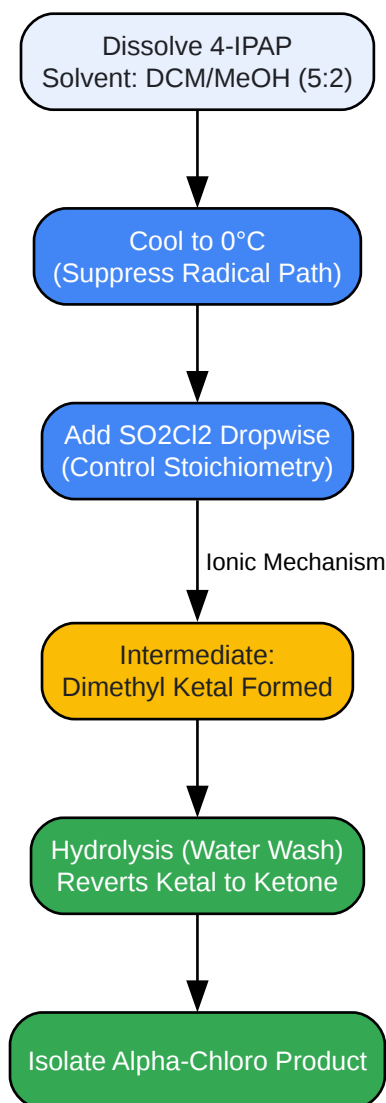 Dissolve 4-IPAP
Solvent: DCM/MeOH (5:2)
Cool to 0°C
(Suppress Radical Path)
Add SO2Cl2 Dropwise
(Control Stoichiometry)
Ionic Mechanism
Intermediate:
Dimethyl Ketal Formed
Hydrolysis (Water Wash)
Reverts Ketal to Ketone
Isolate Alpha-Chloro Product